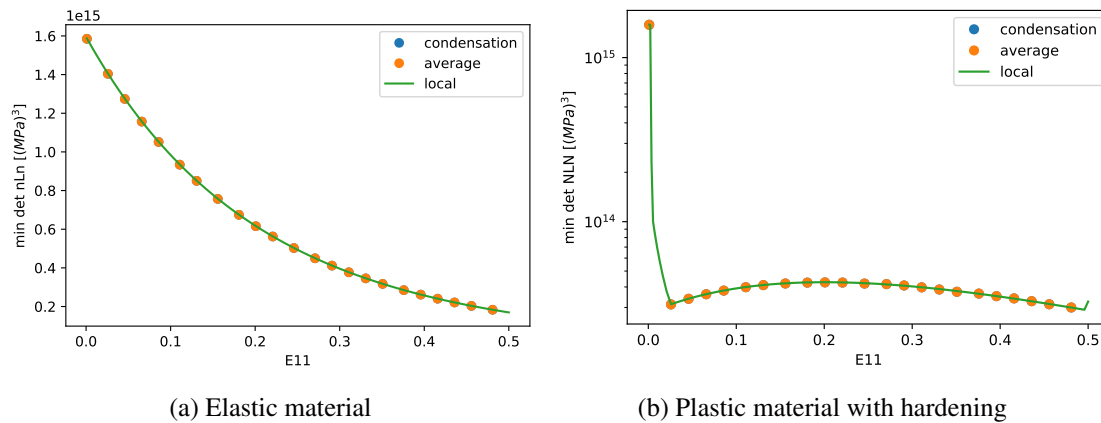 1e15
1.6
1.4
1.2
1.0
0.8
0.6
0.4
0.2
min det nLn [(MPa)³]
0.0 0.1 0.2 0.3 0.4 0.5
E11
condensation
average
local
(a) Elastic material
10¹⁵
10¹⁴
min det NLN [(MPa)³]
0.0 0.1 0.2 0.3 0.4 0.5
E11
condensation
average
local
(b) Plastic material with hardening